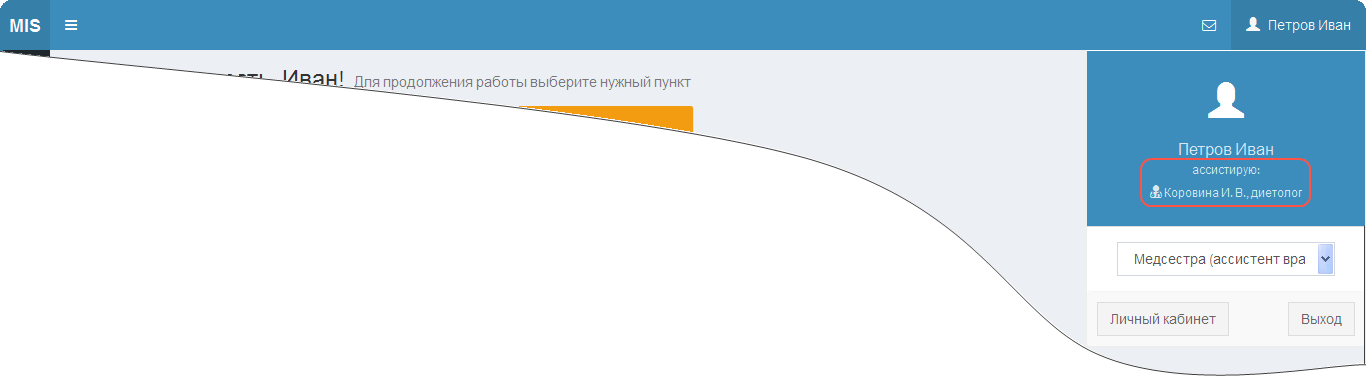 MIS
Петров Иван
Иван! Для продолжения работы выберите нужный пункт
Петров Иван
ассистирую:
Коровина И. В., диетолог
Медсестра (ассистент вра
Личный кабинет
Выход